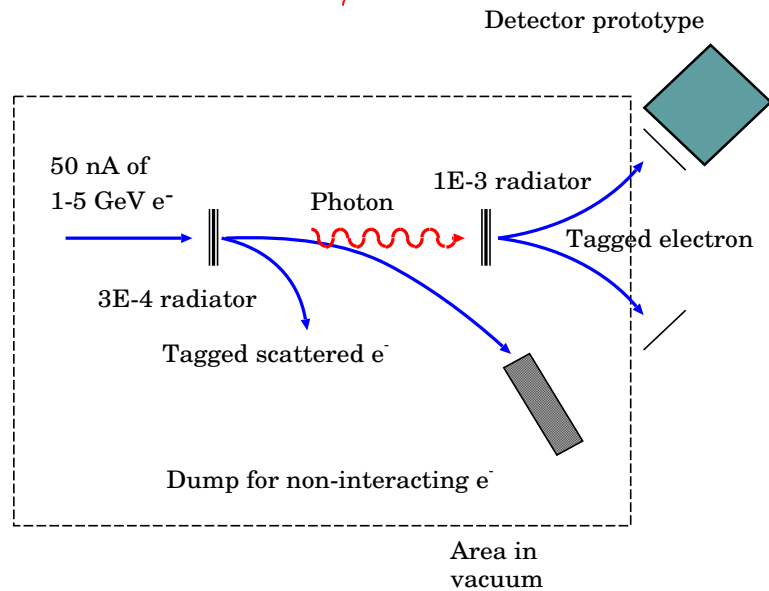 Detector prototype
50 nA of
1-5 GeV e⁻
1E-3 radiator
Photon
Tagged electron
3E-4 radiator
Tagged scattered e⁻
Dump for non-interacting e⁻
Area in
vacuum